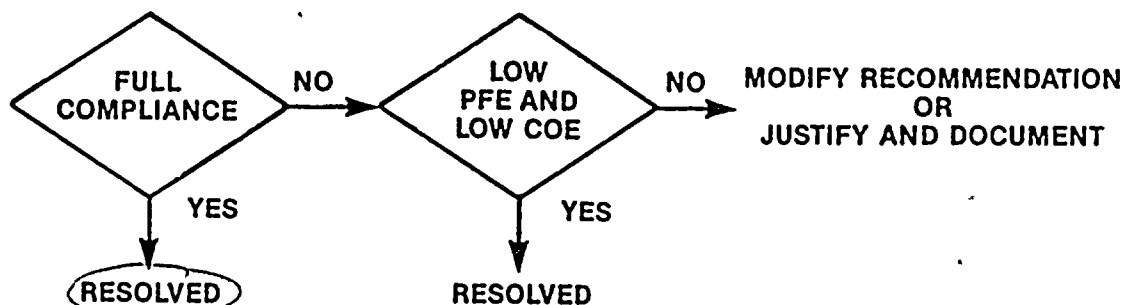 FULL
COMPLIANCE
NO
LOW
PFE AND
LOW COE
NO
MODIFY RECOMMENDATION
OR
JUSTIFY AND DOCUMENT
YES
YES
RESOLVED
RESOLVED